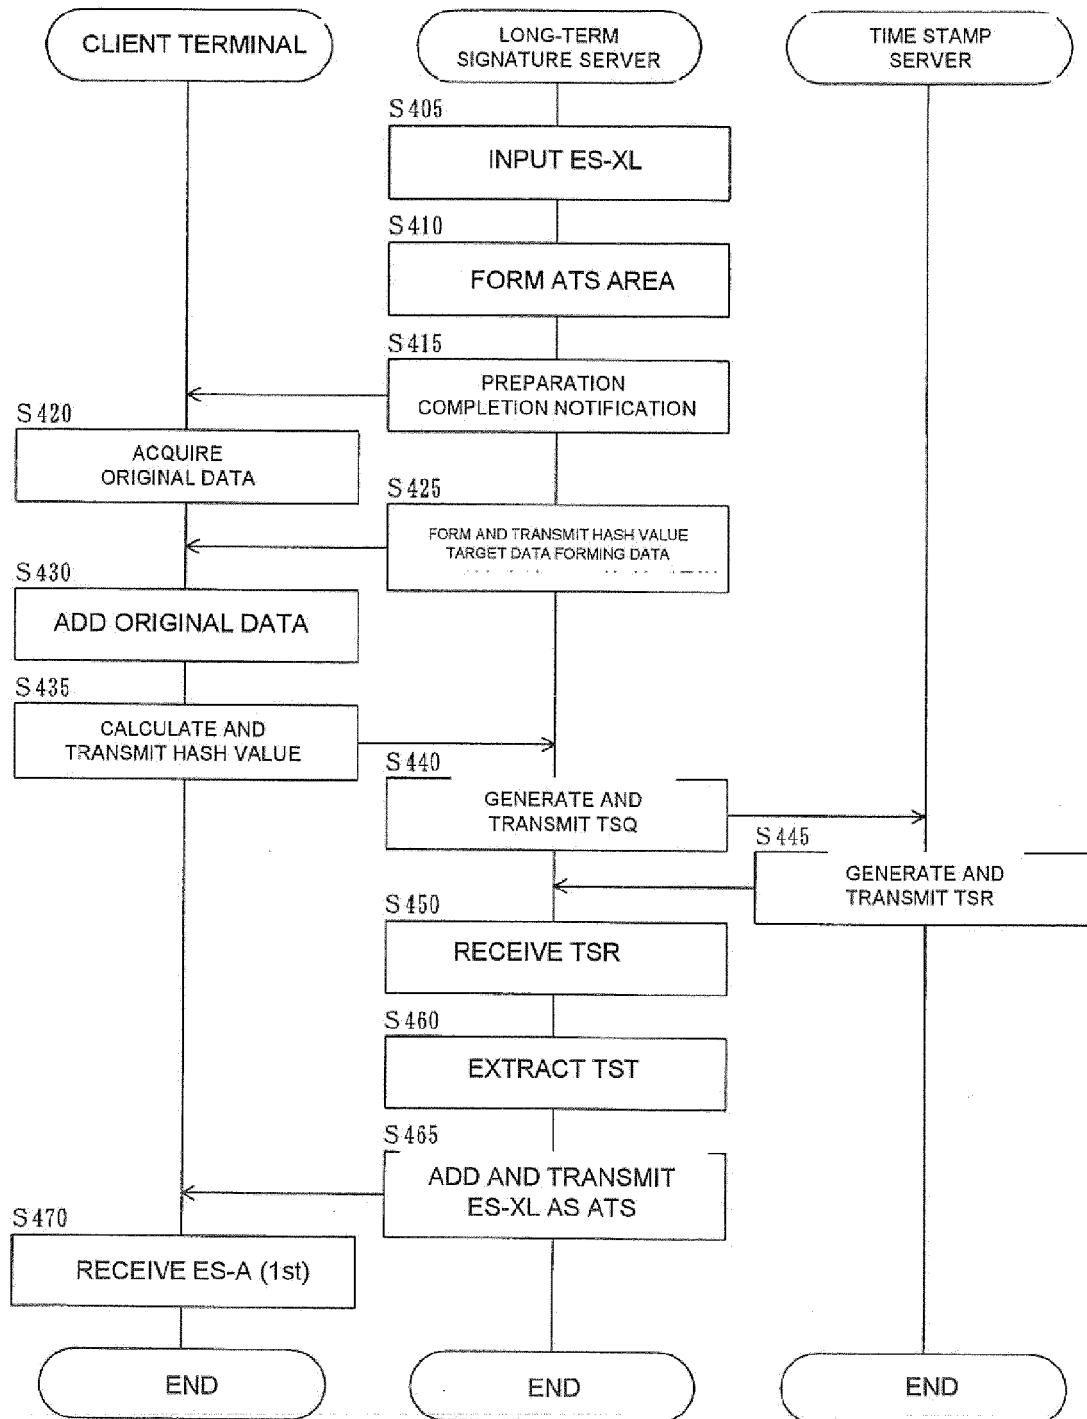 CLIENT TERMINAL
LONG-TERM
SIGNATURE SERVER
TIME STAMP
SERVER
S405
INPUT ES-XL
S410
FORM ATS AREA
S415
PREPARATION
COMPLETION NOTIFICATION
S420
ACQUIRE
ORIGINAL DATA
S425
FORM AND TRANSMIT HASH VALUE
TARGET DATA FORMING DATA
S430
ADD ORIGINAL DATA
S435
CALCULATE AND
TRANSMIT HASH VALUE
S440
GENERATE AND
TRANSMIT TSQ
S445
GENERATE AND
TRANSMIT TSR
S450
RECEIVE TSR
S460
EXTRACT TST
S465
ADD AND TRANSMIT
ES-XL AS ATS
S470
RECEIVE ES-A (1st)
END
END
END